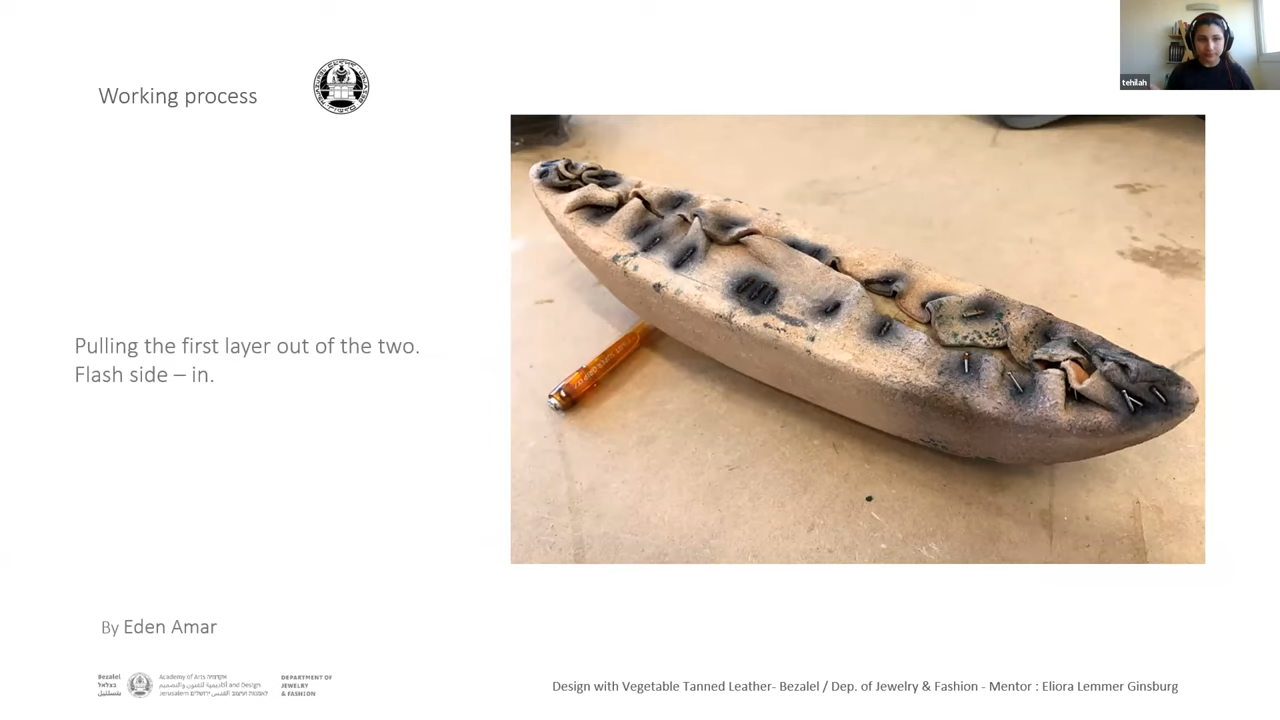 Working process
tehilah
Pulling the first layer out of the two.
Flash side – in.
By Eden Amar
Bezalel
בצלאל
بتسلئيل
Academy of Arts
and Design
Jerusalem
DEPARTMENT OF
JEWELRY
& FASHION
Design with Vegetable Tanned Leather- Bezalel / Dep. of Jewelry & Fashion - Mentor : Eliora Lemmer Ginsburg